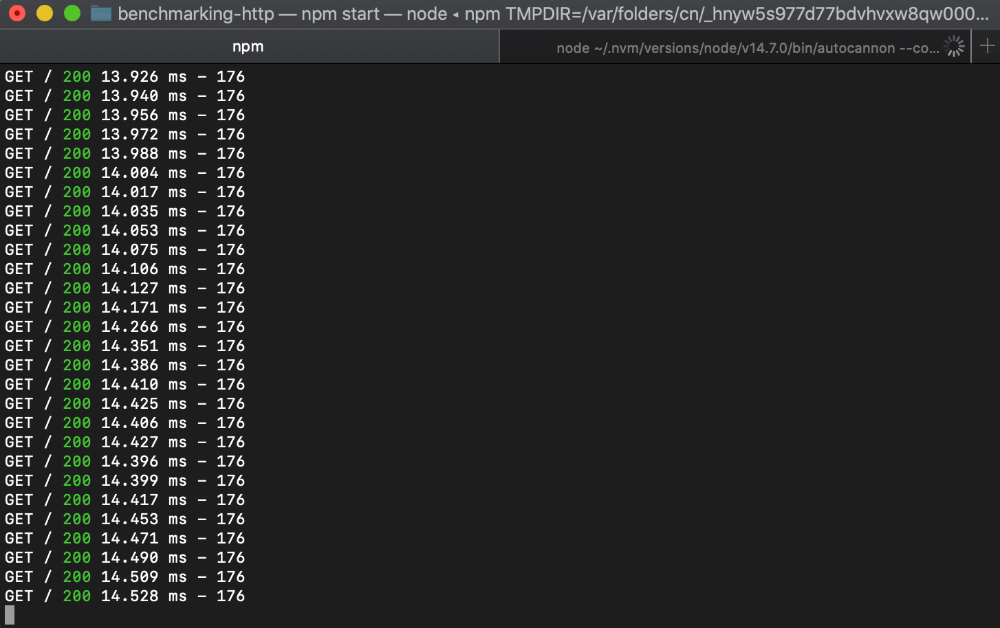 benchmarking-http — npm start — node ◂ npm TMPDIR=/var/folders/cn/_hnyw5s977d77bdvhvxw8qw000...
npm
node ~/.nvm/versions/node/v14.7.0/bin/autocannon --co...
GET / 200 13.926 ms - 176
GET / 200 13.940 ms - 176
GET / 200 13.956 ms - 176
GET / 200 13.972 ms - 176
GET / 200 13.988 ms - 176
GET / 200 14.004 ms - 176
GET / 200 14.017 ms - 176
GET / 200 14.035 ms - 176
GET / 200 14.053 ms - 176
GET / 200 14.075 ms - 176
GET / 200 14.106 ms - 176
GET / 200 14.127 ms - 176
GET / 200 14.171 ms - 176
GET / 200 14.266 ms - 176
GET / 200 14.351 ms - 176
GET / 200 14.386 ms - 176
GET / 200 14.410 ms - 176
GET / 200 14.425 ms - 176
GET / 200 14.406 ms - 176
GET / 200 14.427 ms - 176
GET / 200 14.396 ms - 176
GET / 200 14.399 ms - 176
GET / 200 14.417 ms - 176
GET / 200 14.453 ms - 176
GET / 200 14.471 ms - 176
GET / 200 14.490 ms - 176
GET / 200 14.509 ms - 176
GET / 200 14.528 ms - 176